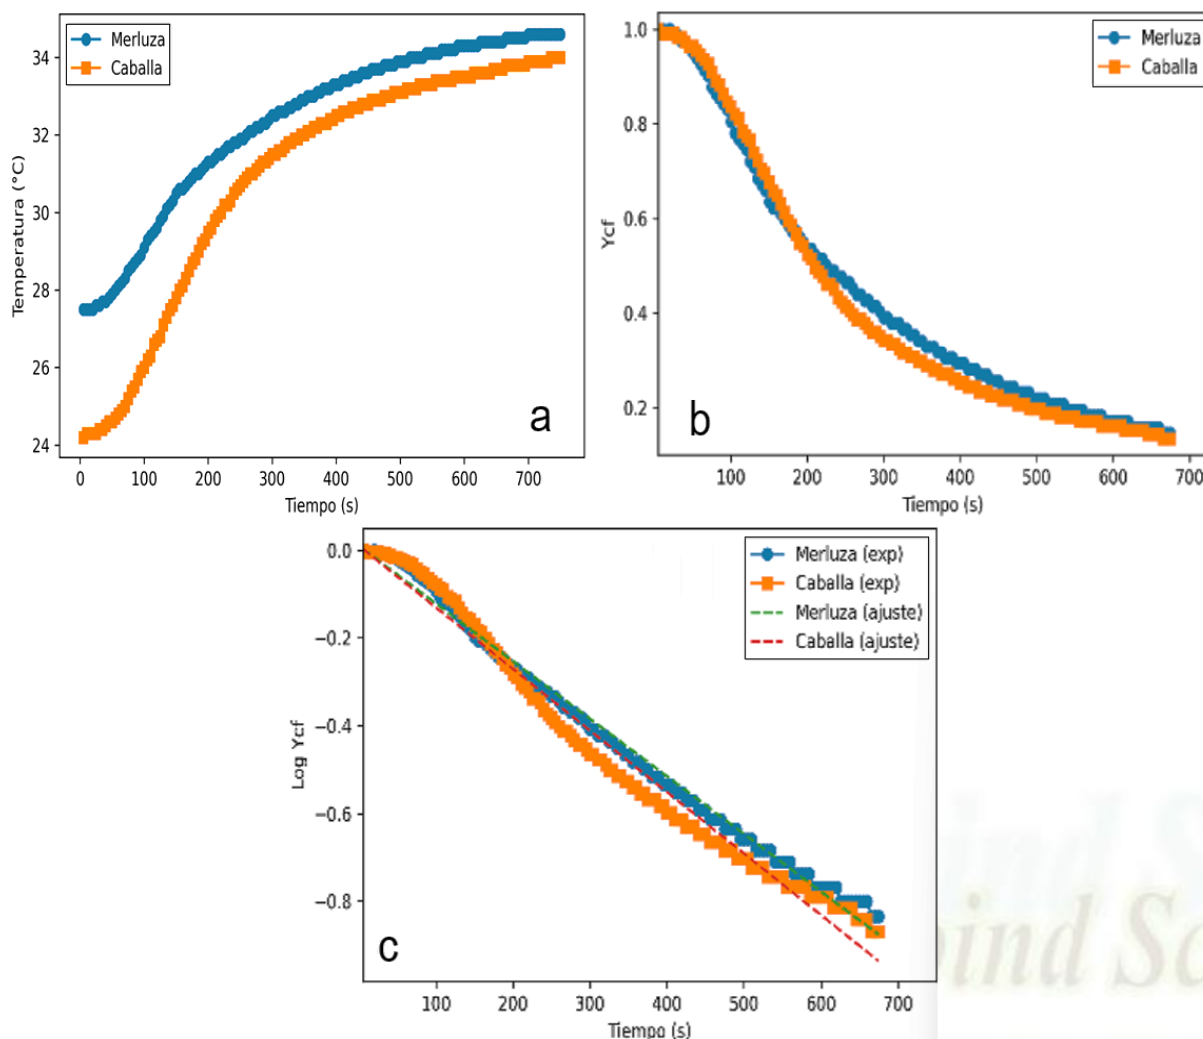 Merluza
Caballa
34
32
30
28
26
24
Temperatura (°C)
0 100 200 300 400 500 600 700
Tiempo (s)
a
Merluza
Caballa
1.0
0.8
0.6
0.4
0.2
Ycf
100 200 300 400 500 600 700
Tiempo (s)
b
Merluza (exp)
Caballa (exp)
Merluza (ajuste)
Caballa (ajuste)
0.0
−0.2
−0.4
−0.6
−0.8
Log Ycf
100 200 300 400 500 600 700
Tiempo (s)
c